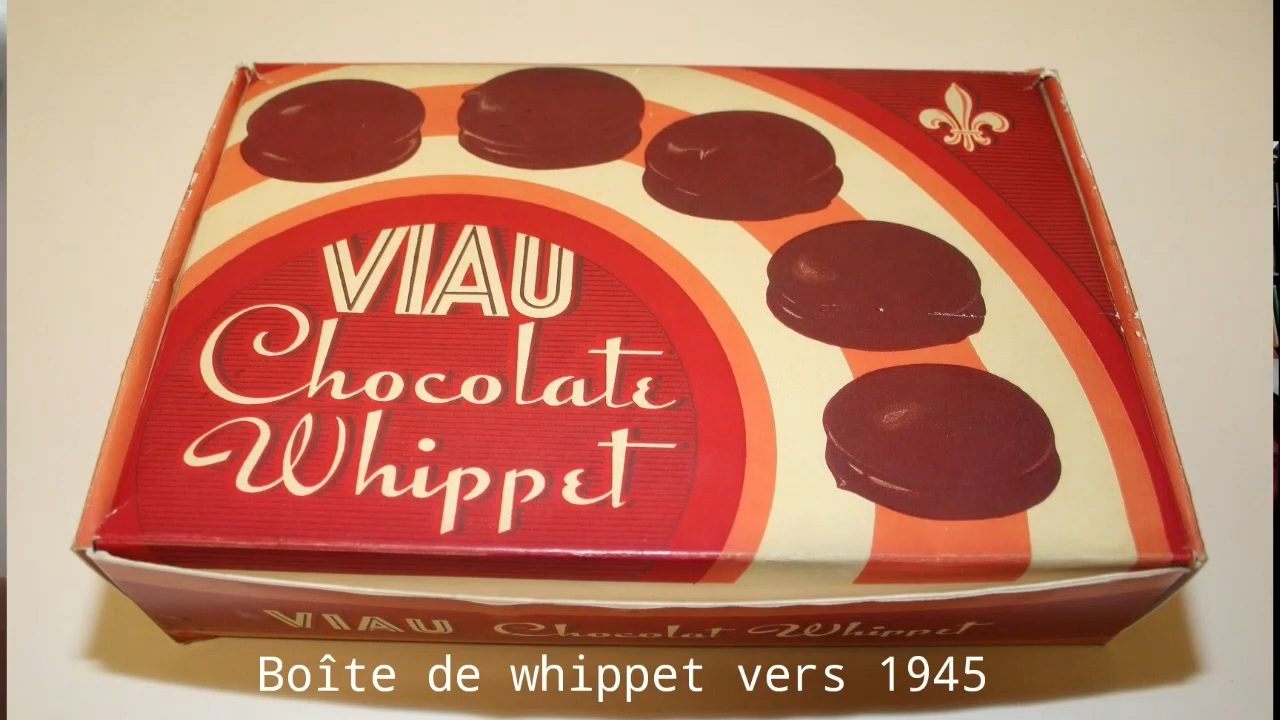 VIAU
Chocolate
Whippet
VIAU Chocolat Whippet
Boîte de whippet vers 1945